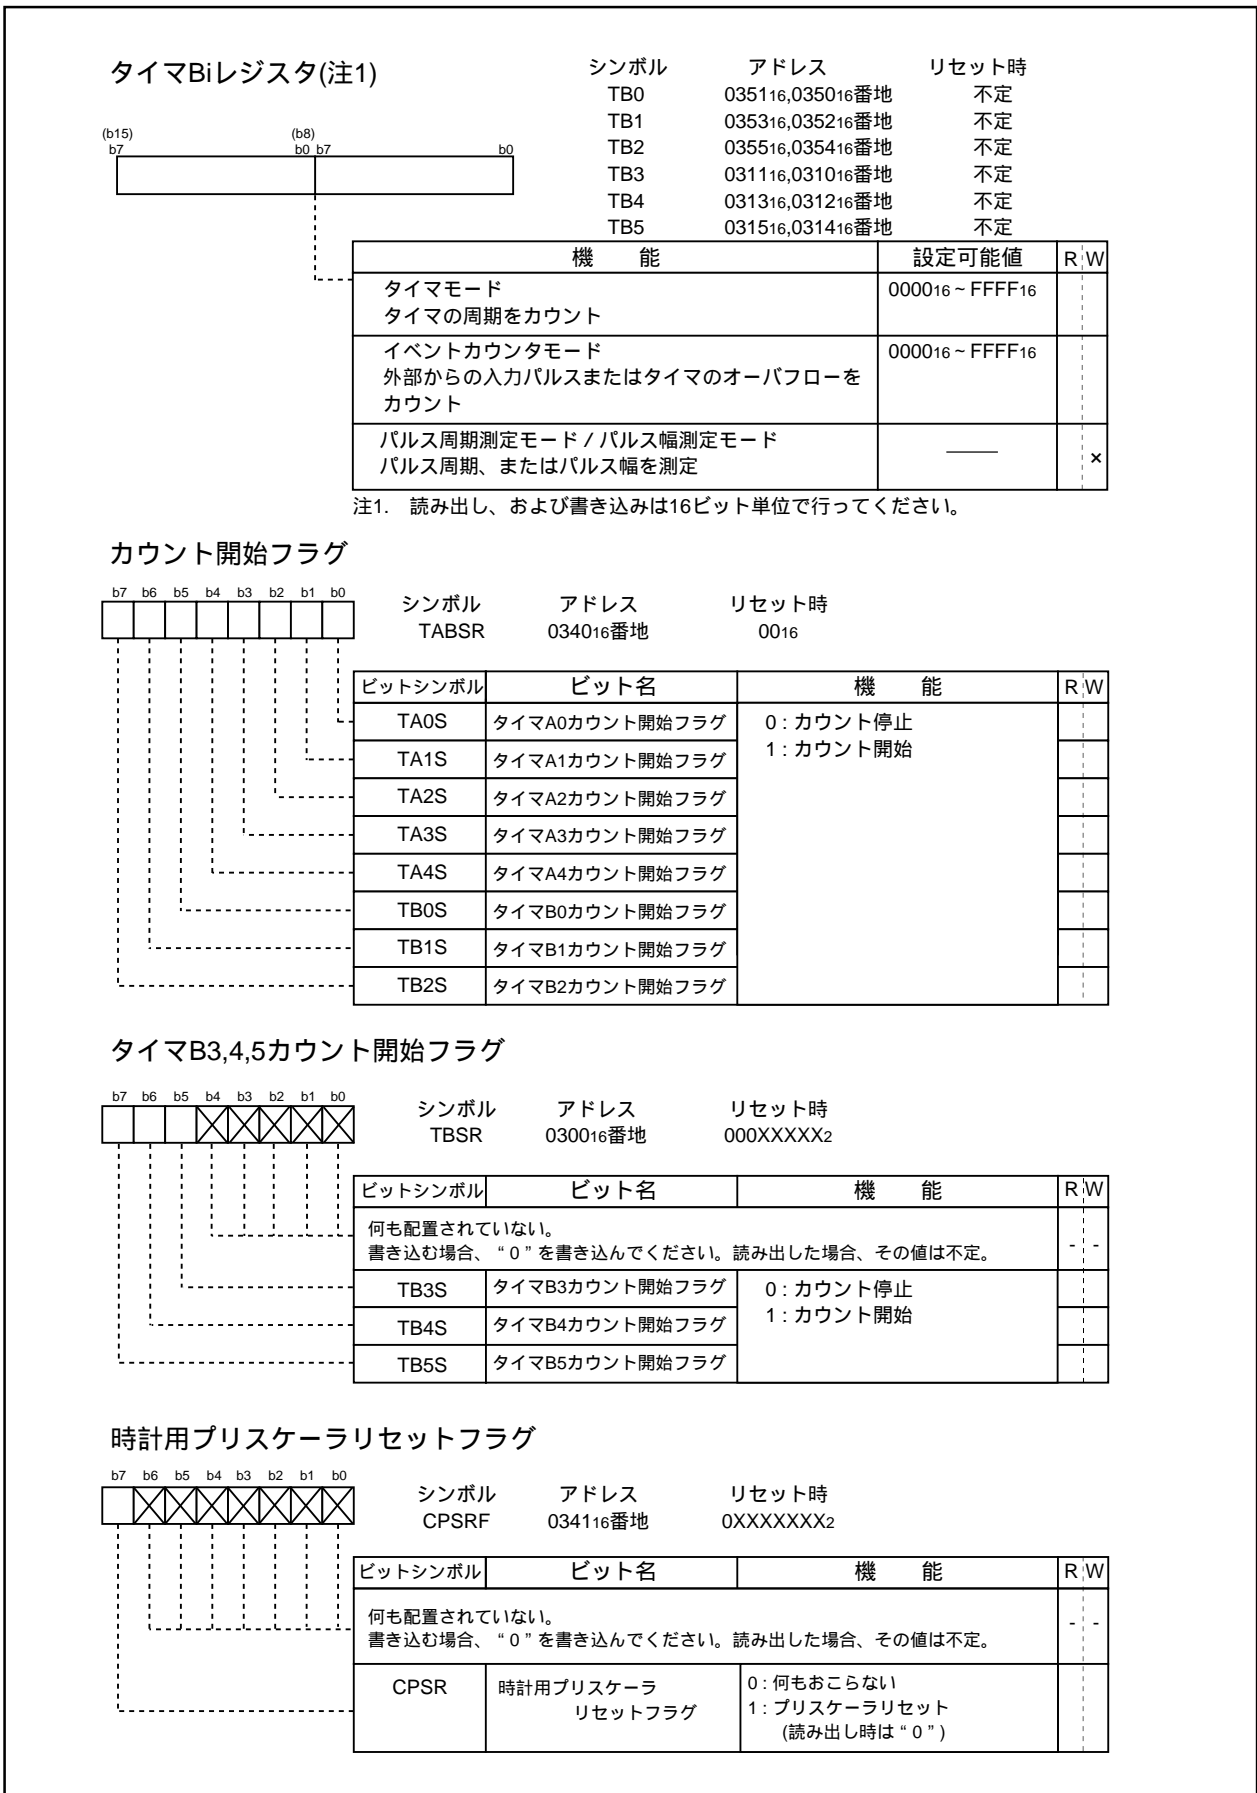 タイマBiレジスタ(注1)
シンボル アドレス リセット時
TB0 035116,035016番地 不定
TB1 035316,035216番地 不定
TB2 035516,035416番地 不定
TB3 031116,031016番地 不定
TB4 031316,031216番地 不定
TB5 031516,031416番地 不定
(b15) (b8)
b7 b0 b7 b0
機 能 設定可能値 R W
タイマモード 000016 ~ FFFF16
タイマの周期をカウント
イベントカウンタモード 000016 ~ FFFF16
外部からの入力パルスまたはタイマのオーバフローを
カウント
パルス周期測定モード / パルス幅測定モード
パルス周期、またはパルス幅を測定 ×
注1. 読み出し、および書き込みは16ビット単位で行ってください。
カウント開始フラグ
b7 b6 b5 b4 b3 b2 b1 b0
シンボル アドレス リセット時
TABSR 034016番地 0016
ビットシンボル ビット名 機 能 R W
TA0S タイマA0カウント開始フラグ 0 : カウント停止
1 : カウント開始
TA1S タイマA1カウント開始フラグ
TA2S タイマA2カウント開始フラグ
TA3S タイマA3カウント開始フラグ
TA4S タイマA4カウント開始フラグ
TB0S タイマB0カウント開始フラグ
TB1S タイマB1カウント開始フラグ
TB2S タイマB2カウント開始フラグ
タイマB3,4,5カウント開始フラグ
b7 b6 b5 b4 b3 b2 b1 b0
シンボル アドレス リセット時
TBSR 030016番地 000XXXXX2
ビットシンボル ビット名 機 能 R W
何も配置されていない。
書き込む場合、“ 0 ” を書き込んでください。読み出した場合、その値は不定。 - -
TB3S タイマB3カウント開始フラグ 0 : カウント停止
1 : カウント開始
TB4S タイマB4カウント開始フラグ
TB5S タイマB5カウント開始フラグ
時計用プリスケーラリセットフラグ
b7 b6 b5 b4 b3 b2 b1 b0
シンボル アドレス リセット時
CPSRF 034116番地 0XXXXXXX2
ビットシンボル ビット名 機 能 R W
何も配置されていない。
書き込む場合、“ 0 ” を書き込んでください。読み出した場合、その値は不定。 - -
CPSR 時計用プリスケーラ 0 : 何もおこらない
リセットフラグ 1 : プリスケーラリセット
(読み出し時は “ 0 ” )